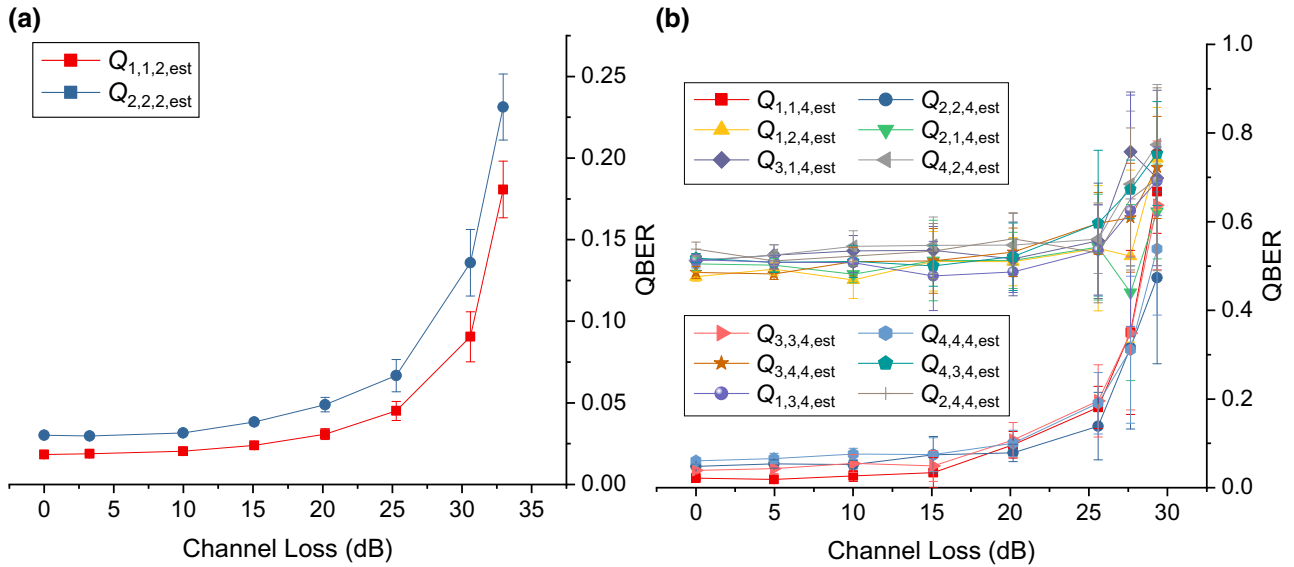 (a)
Q1,1,2,est
Q2,2,2,est
0.25
0.20
0.15
0.10
0.05
0.00
QBER
0 5 10 15 20 25 30 35
Channel Loss (dB)
(b)
Q1,1,4,est Q2,2,4,est
Q1,2,4,est Q2,1,4,est
Q3,1,4,est Q4,2,4,est
Q3,3,4,est Q4,4,4,est
Q3,4,4,est Q4,3,4,est
Q1,3,4,est Q2,4,4,est
1.0
0.8
0.6
0.4
0.2
0.0
QBER
0 5 10 15 20 25 30
Channel Loss (dB)